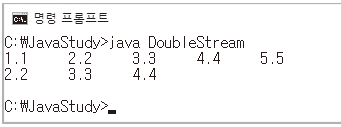 명령 프롬프트
C:₩JavaStudy>java DoubleStream
1.1 2.2 3.3 4.4 5.5
2.2 3.3 4.4
C:₩JavaStudy>